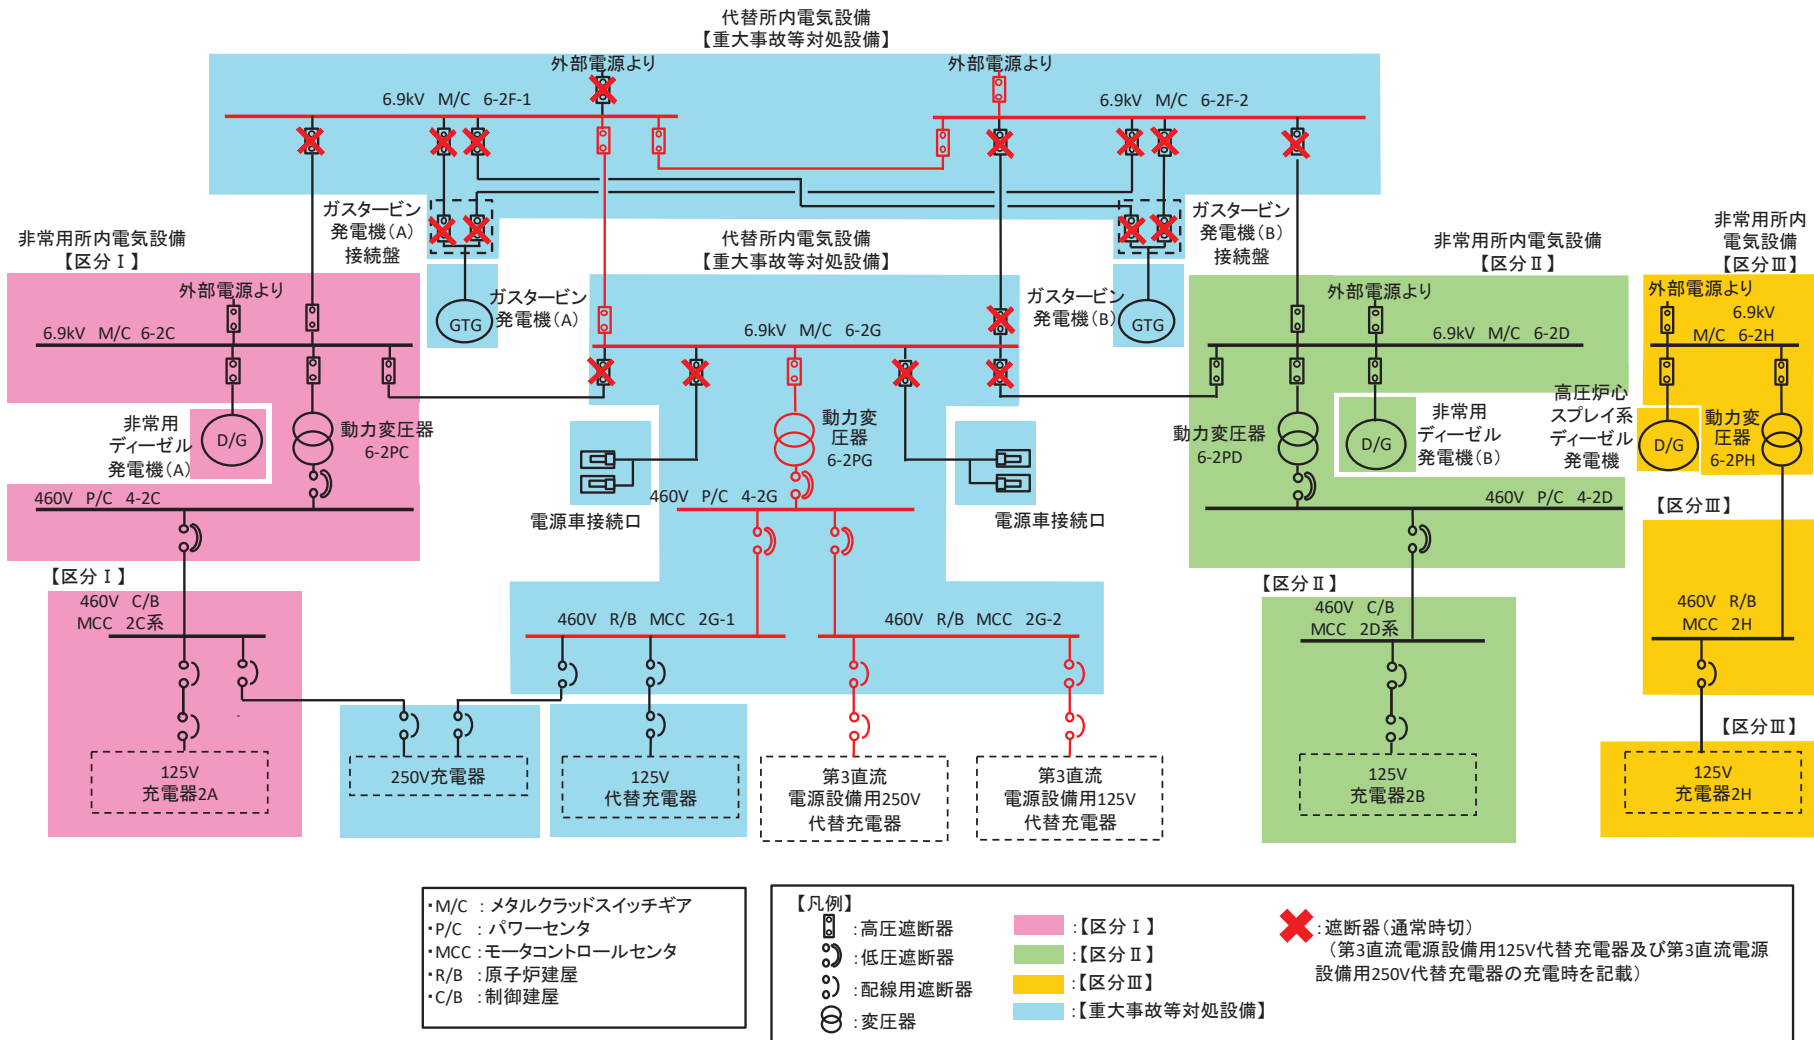 代替所内電気設備
【重大事故等対処設備】
外部電源より
外部電源より
6.9kV M/C 6-2F-1
6.9kV M/C 6-2F-2
ガスタービン
発電機(A)
接続盤
ガスタービン
発電機(B)
接続盤
代替所内電気設備
【重大事故等対処設備】
非常用所内電気設備
【区分Ⅰ】
非常用所内電気設備
【区分Ⅱ】
非常用所内
電気設備
【区分Ⅲ】
外部電源より
6.9kV M/C 6-2C
GTG
ガスタービン
発電機(A)
6.9kV M/C 6-2G
ガスタービン
発電機(B)
GTG
外部電源より
6.9kV M/C 6-2D
外部電源より
6.9kV
M/C 6-2H
非常用
ディーゼル
発電機(A)
D/G
動力変圧器
6-2PC
動力変
圧器
6-2PG
動力変圧器
6-2PD
D/G
非常用
ディーゼル
発電機(B)
高圧炉心
スプレイ系
ディーゼル
発電機
D/G
動力変
圧器
6-2PH
460V P/C 4-2C
電源車接続口
460V P/C 4-2G
電源車接続口
460V P/C 4-2D
【区分Ⅲ】
【区分Ⅰ】
460V C/B
MCC 2C系
460V R/B MCC 2G-1
460V R/B MCC 2G-2
【区分Ⅱ】
460V C/B
MCC 2D系
460V R/B
MCC 2H
【区分Ⅲ】
125V
充電器2A
250V充電器
125V
代替充電器
第3直流
電源設備用250V
代替充電器
第3直流
電源設備用125V
代替充電器
125V
充電器2B
125V
充電器2H
・M/C : メタルクラッドスイッチギア
・P/C : パワーセンタ
・MCC : モータコントロールセンタ
・R/B : 原子炉建屋
・C/B : 制御建屋
【凡例】
:高圧遮断器
:低圧遮断器
:配線用遮断器
:変圧器
:【区分Ⅰ】
:【区分Ⅱ】
:【区分Ⅲ】
:【重大事故等対処設備】
:遮断器(通常時切)
(第3直流電源設備用125V代替充電器及び第3直流電源
設備用250V代替充電器の充電時を記載)